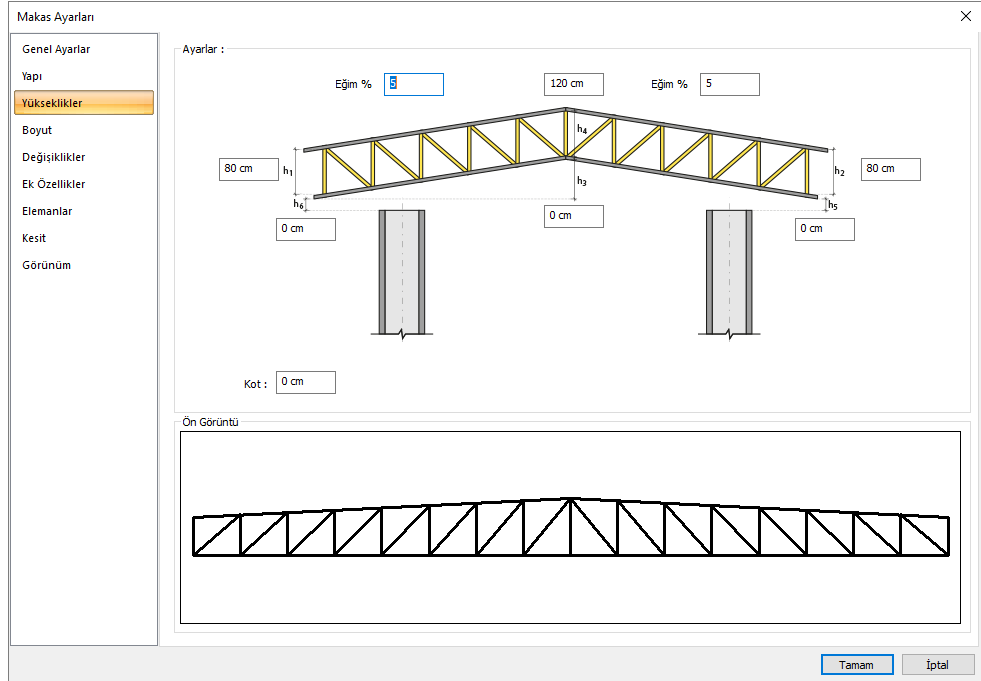 Makas Ayarları
Genel Ayarlar
Yapı
Yükseklikler
Boyut
Değişiklikler
Ek Özellikler
Elemanlar
Kesit
Görünüm
Ayarlar :
Eğim % 5
120 cm
Eğim % 5
h4
80 cm h1
h2 80 cm
h3
h6
h5
0 cm
0 cm
0 cm
Kot : 0 cm
Ön Görüntü
Tamam
İptal